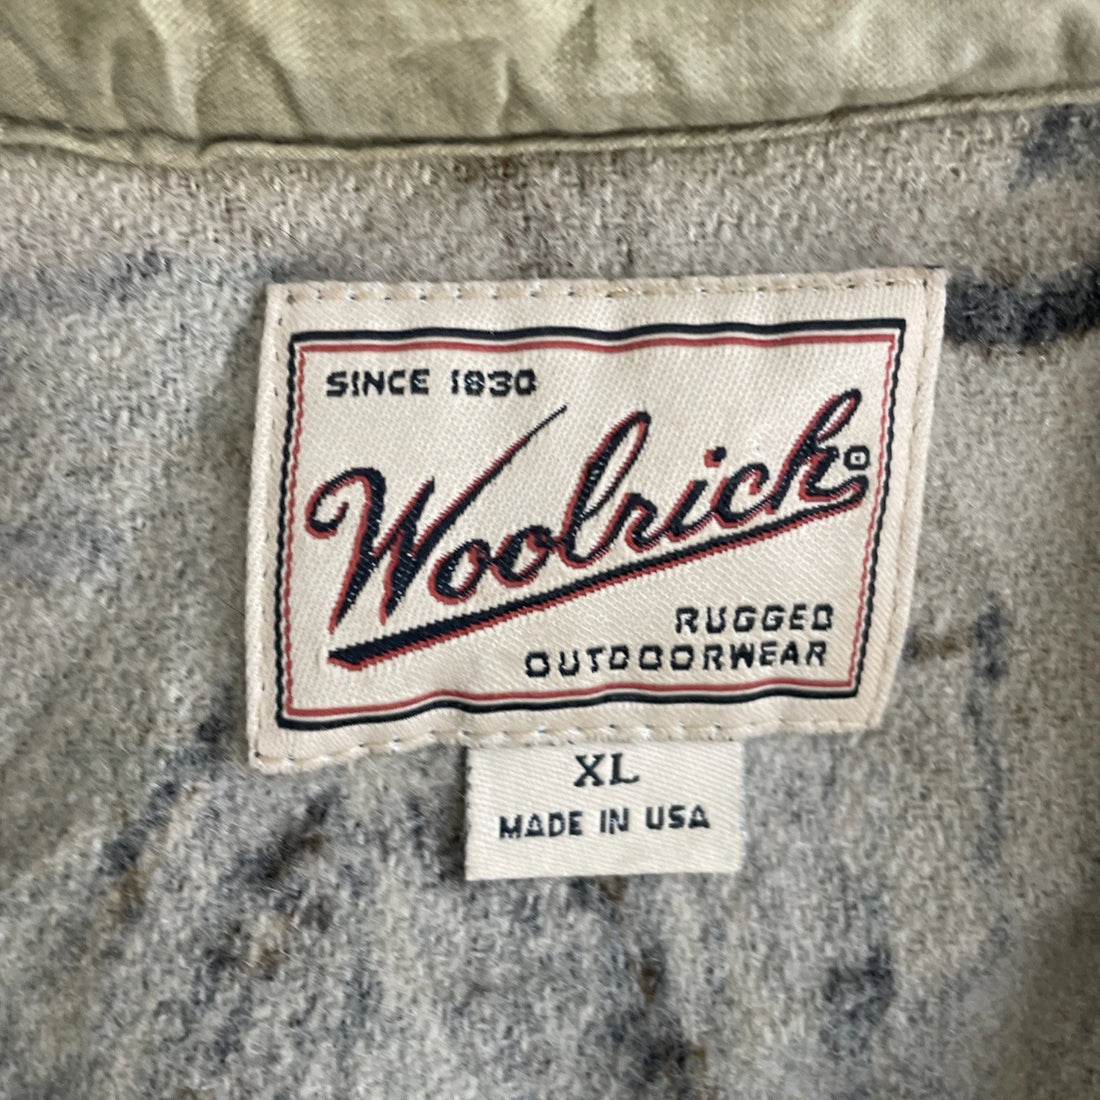 SINCE 1830
Woolrich®
RUGGED
OUTDOORWEAR
XL
MADE IN USA